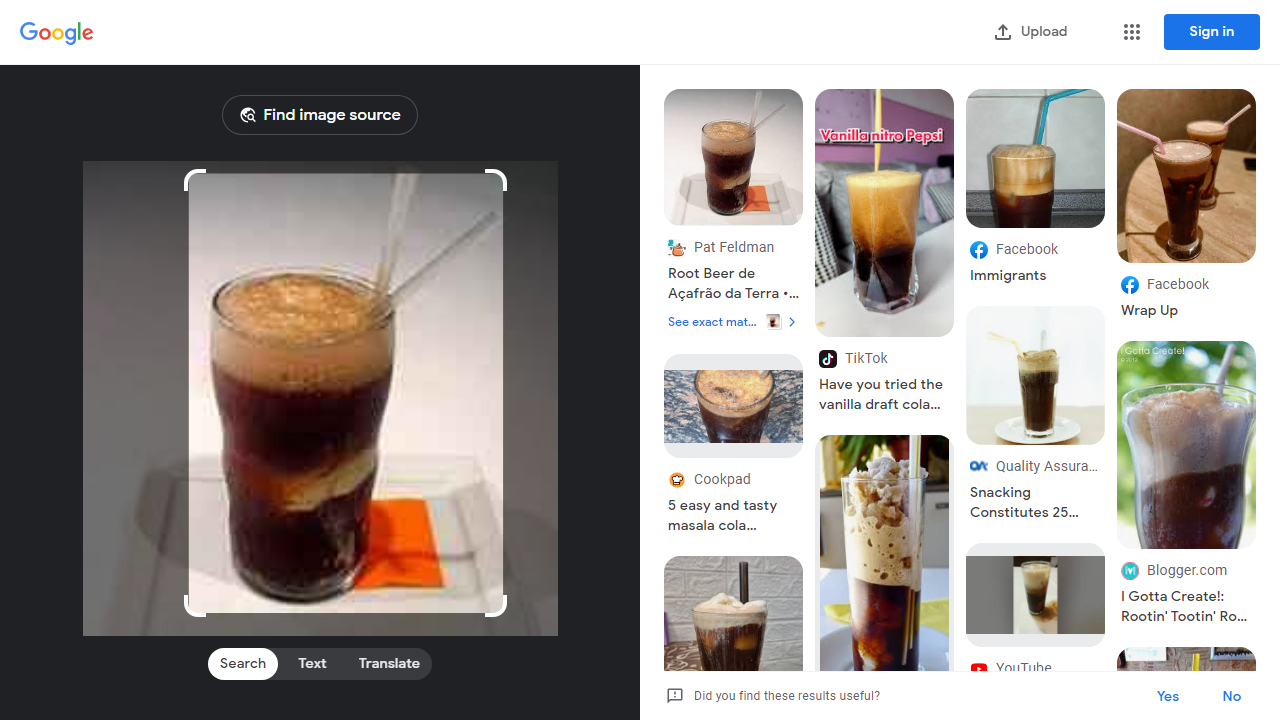 Google
Upload
Sign in
Find image source
Search
Text
Translate
Pat Feldman
Root Beer de
Açafrão da Terra •...
See exact mat...
Cookpad
5 easy and tasty
masala cola...
Vanilla nitro Pepsi
TikTok
Have you tried the
vanilla draft cola...
Facebook
Immigrants
Quality Assura...
Snacking
Constitutes 25...
YouTube
Facebook
Wrap Up
I Gotta Create!
Blogger.com
I Gotta Create!:
Rootin' Tootin' Ro...
Did you find these results useful?
Yes
No